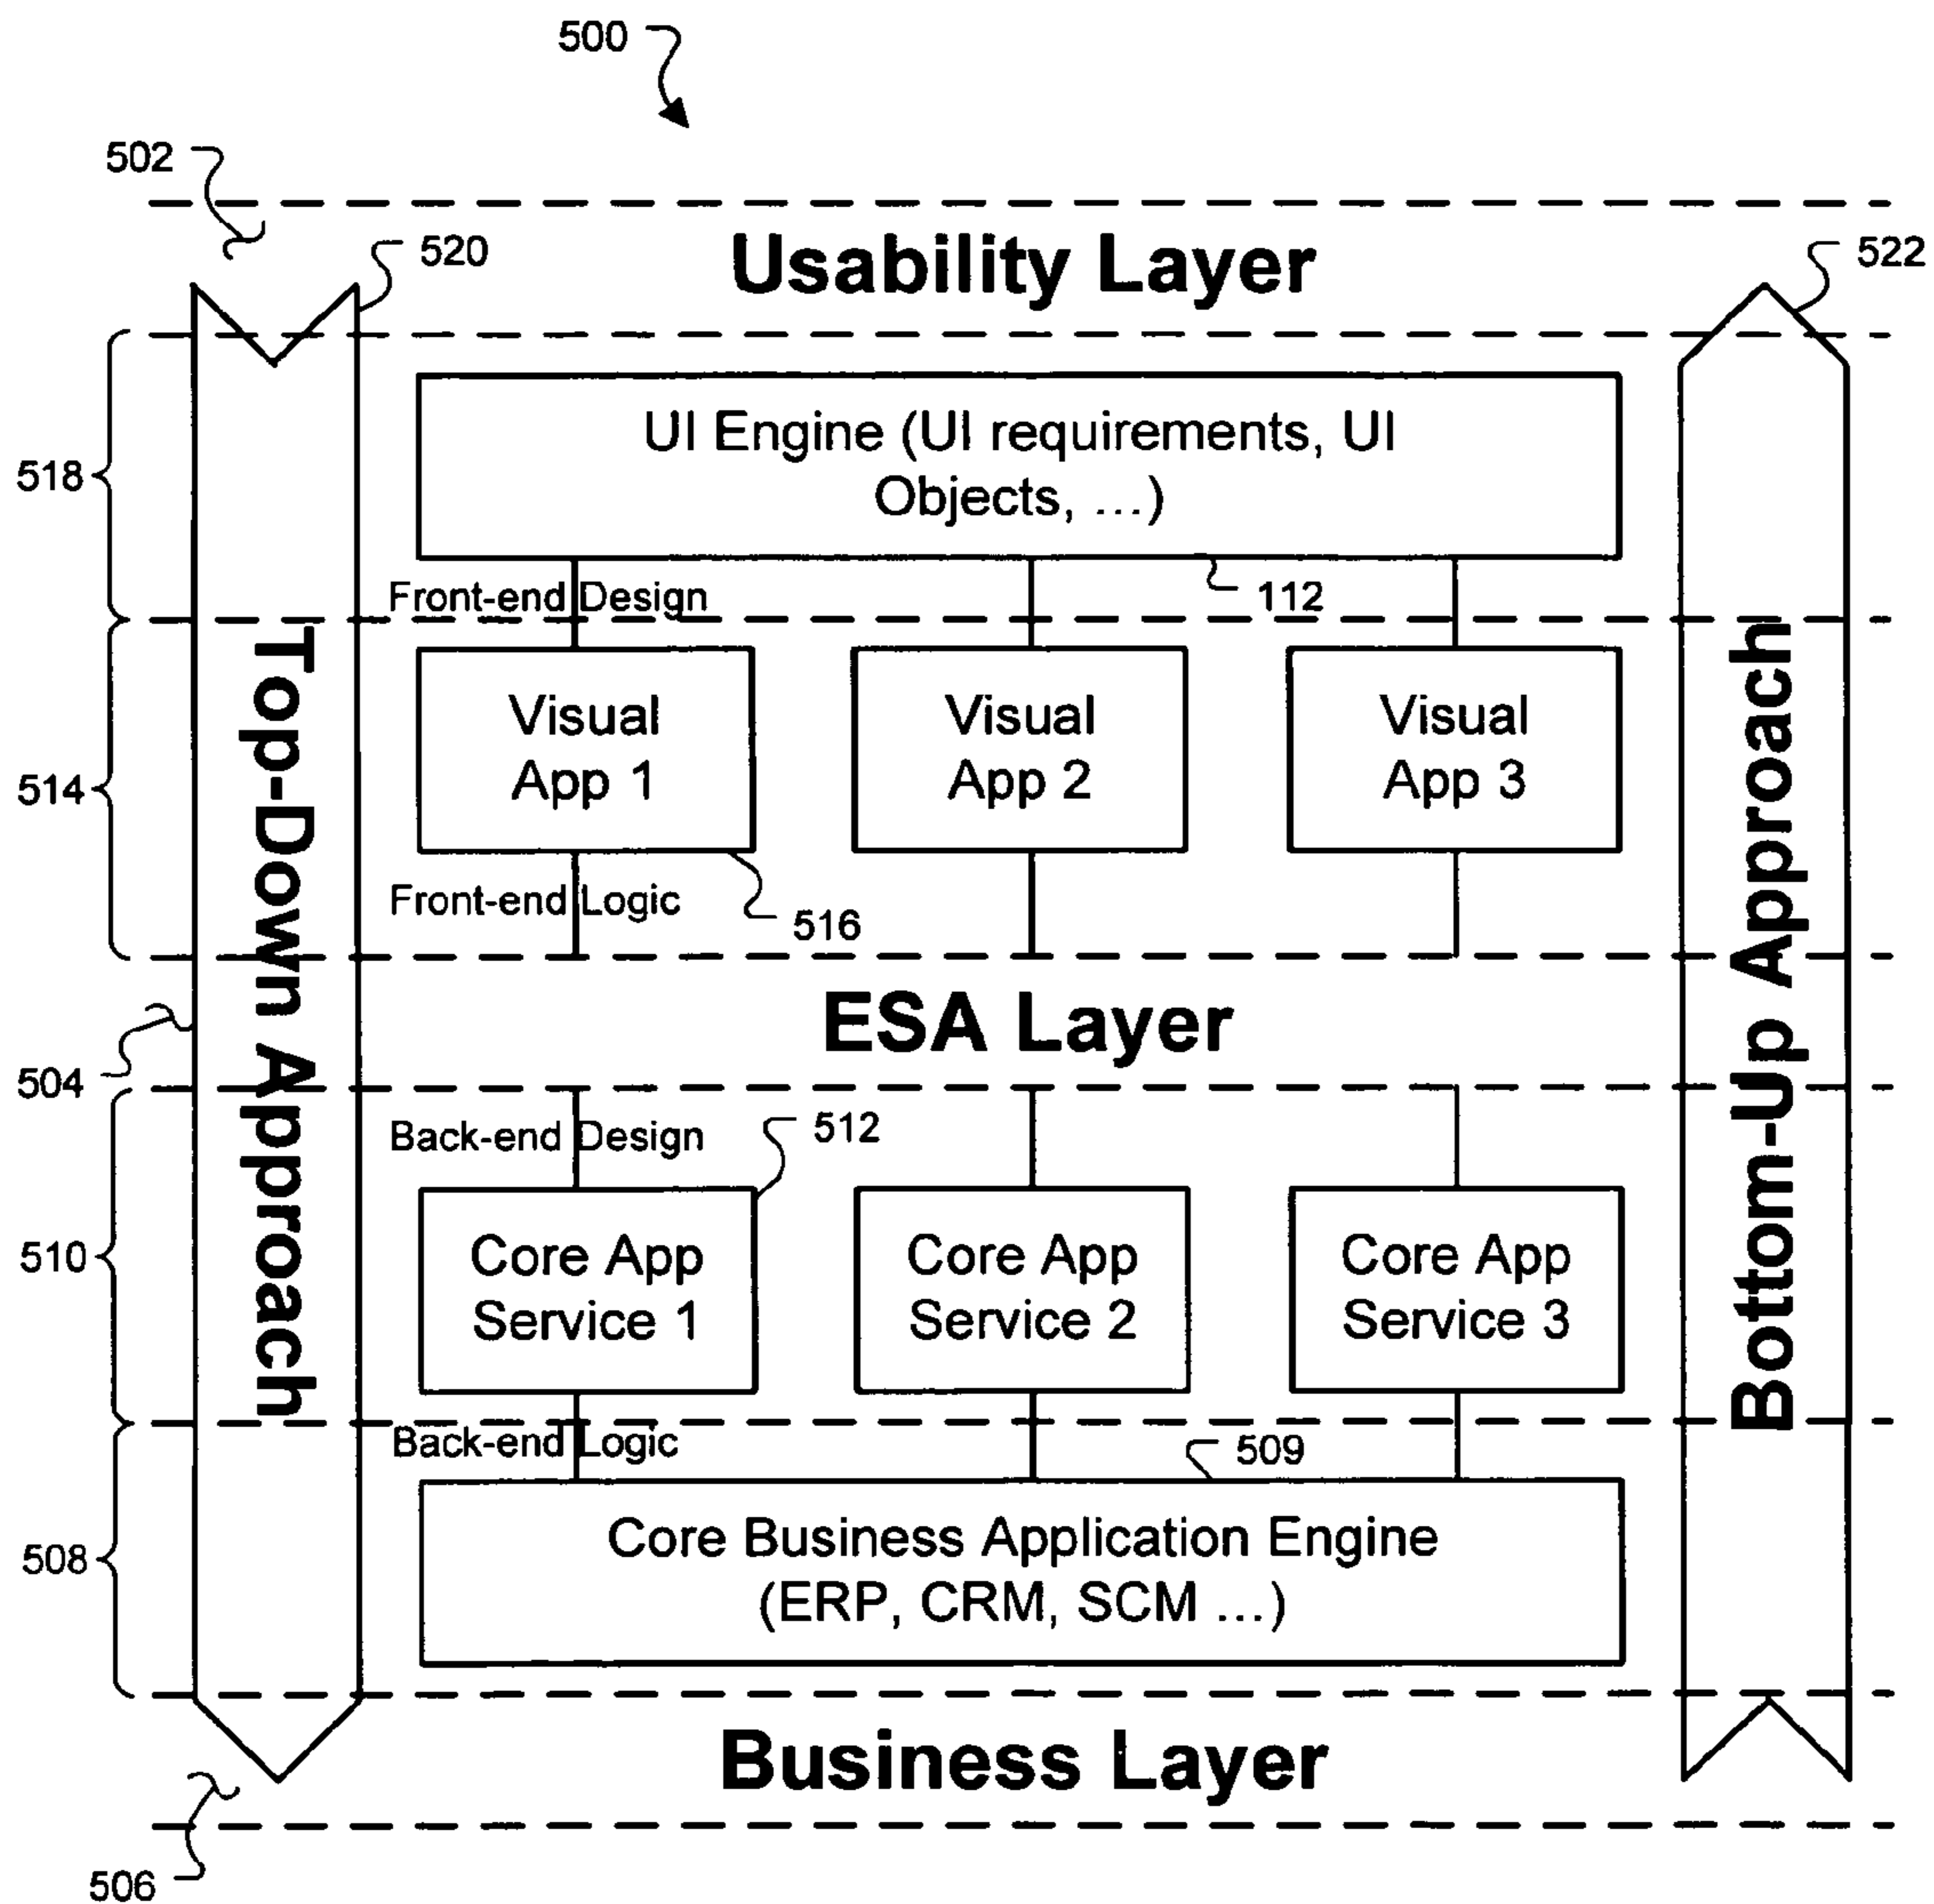 500
502
Usability Layer
520
522
UI Engine (UI requirements, UI
Objects, ...)
518
Front-end Design
112
Visual
App 1
Visual
App 2
Visual
App 3
514
Front-end Logic
516
Top-Down Approach
Bottom-Up Approach
ESA Layer
504
Back-end Design
512
Core App
Service 1
Core App
Service 2
Core App
Service 3
510
Back-end Logic
509
Core Business Application Engine
(ERP, CRM, SCM ...)
508
Business Layer
506